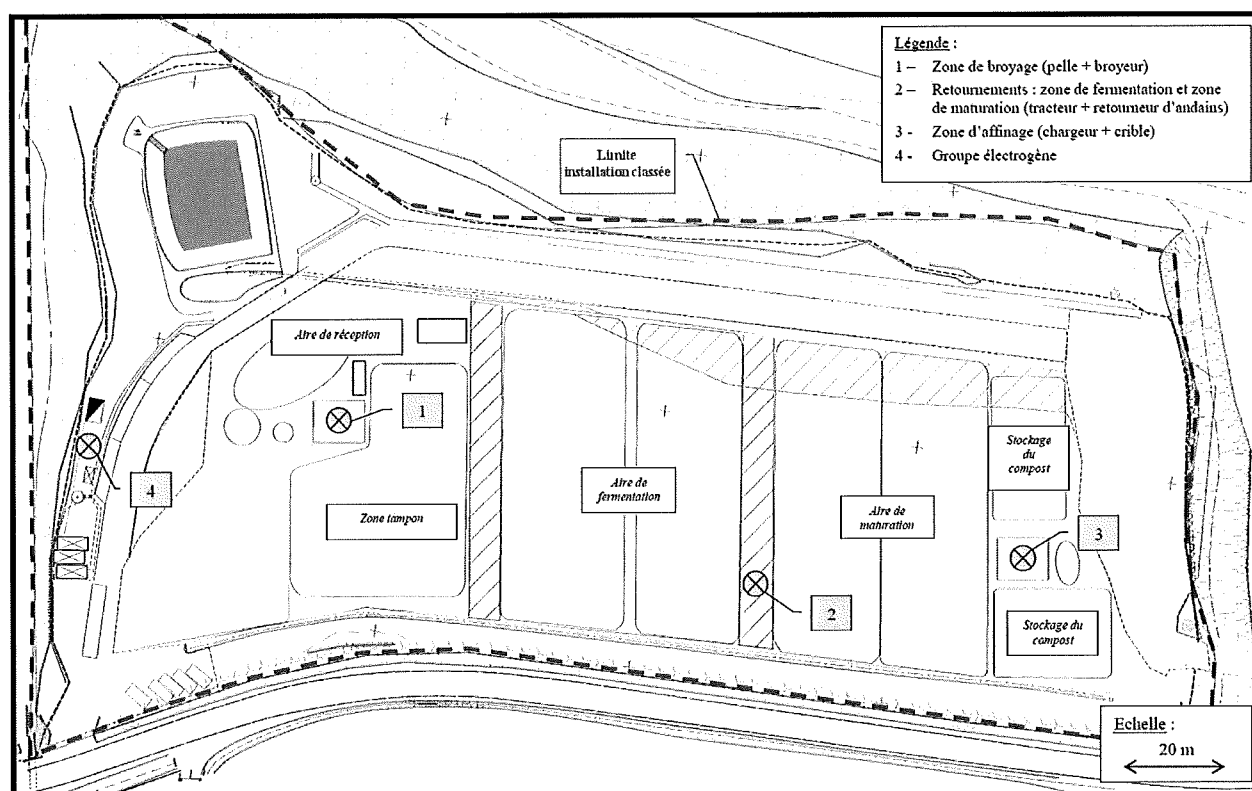 Légende :
1 – Zone de broyage (pelle + broyeur)
2 – Retournements : zone de fermentation et zone
de maturation (tracteur + retourneur d'andains)
3 - Zone d'affinage (chargeur + crible)
4 - Groupe électrogène
Limite
installation classée
Aire de réception
1
4
Zone tampon
Aire de
fermentation
2
Aire de
maturation
Stockage
du
compost
3
Stockage du
compost
Echelle :
20 m